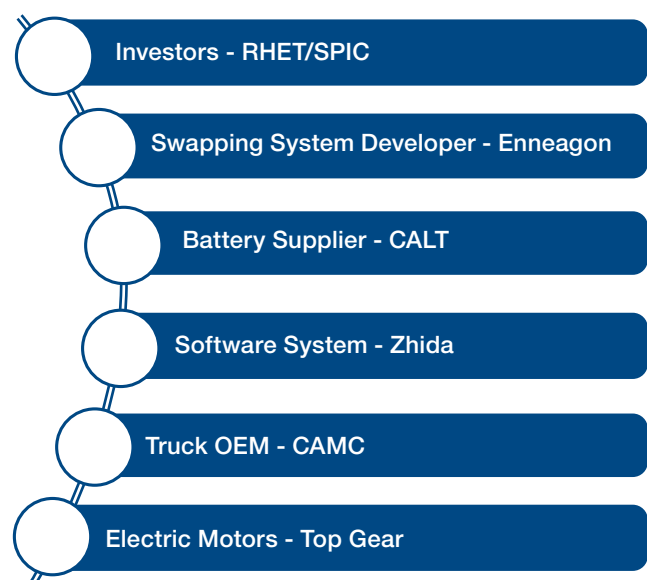 Investors - RHET/SPIC
Swapping System Developer - Enneagon
Battery Supplier - CALT
Software System - Zhida
Truck OEM - CAMC
Electric Motors - Top Gear